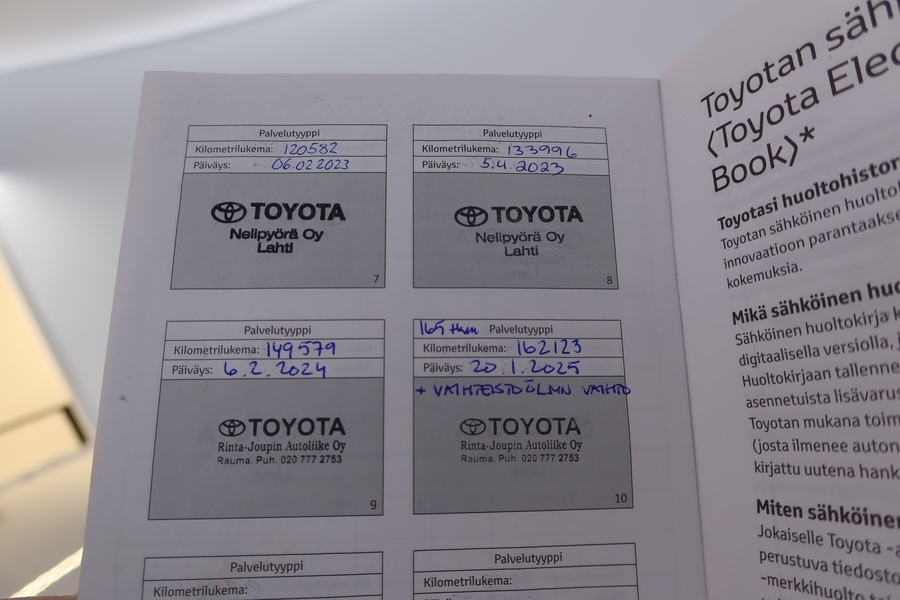 Palvelutyyppi
Kilometrilukema: 120582
Päiväys: 06.02.2023
TOYOTA
Nelipyörä Oy
Lahti
7
Palvelutyyppi
Kilometrilukema: 133996
Päiväys: 5.4.2023
TOYOTA
Nelipyörä Oy
Lahti
8
Palvelutyyppi
Kilometrilukema: 149579
Päiväys: 6.2.2024
TOYOTA
Rinta-Joupin Autoliike Oy
Rauma. Puh. 020 777 2753
9
165 tkm Palvelutyyppi
Kilometrilukema: 162123
Päiväys: 20.1.2025
+ VAIHTEISTOÖLJYN VAIHTO
TOYOTA
Rinta-Joupin Autoliike Oy
Rauma. Puh. 020 777 2753
10
Palvelutyyppi
Kilometrilukema:
Palvelutyyppi
Kilometrilukema:
Toyotan säh
(Toyota Elec
Book)*
Toyotasi huoltohistor
Toyotan sähköinen huolto
innovaatioon parantaakse
kokemuksia.
Mikä sähköinen huo
Sähköinen huoltokirja k
digitaalisella versiolla, j
Huoltokirjaan tallenne
asennetuista lisävarus
Toyotan mukana toim
(josta ilmenee auton
kirjattu uutena hank
Miten sähköine
Jokaiselle Toyota -a
perustuva tiedosto
-merkkihuolto t